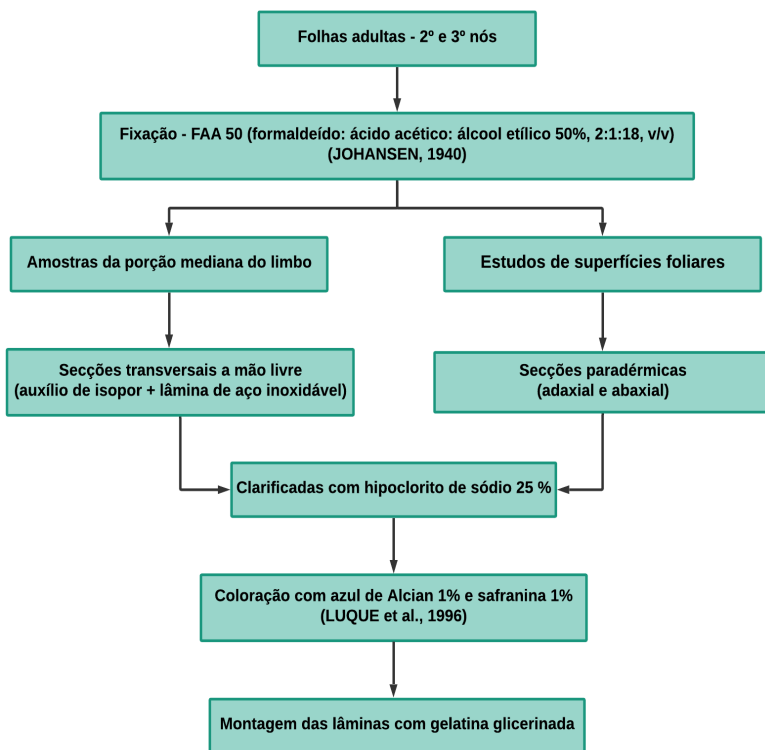 Folhas adultas - 2º e 3º nós
Fixação - FAA 50 (formaldeído: ácido acético: álcool etílico 50%, 2:1:18, v/v)
(JOHANSEN, 1940)
Amostras da porção mediana do limbo
Estudos de superfícies foliares
Secções transversais a mão livre
(auxílio de isopor + lâmina de aço inoxidável)
Secções paradérmicas
(adaxial e abaxial)
Clarificadas com hipoclorito de sódio 25 %
Coloração com azul de Alcian 1% e safranina 1%
(LUQUE et al., 1996)
Montagem das lâminas com gelatina glicerinada